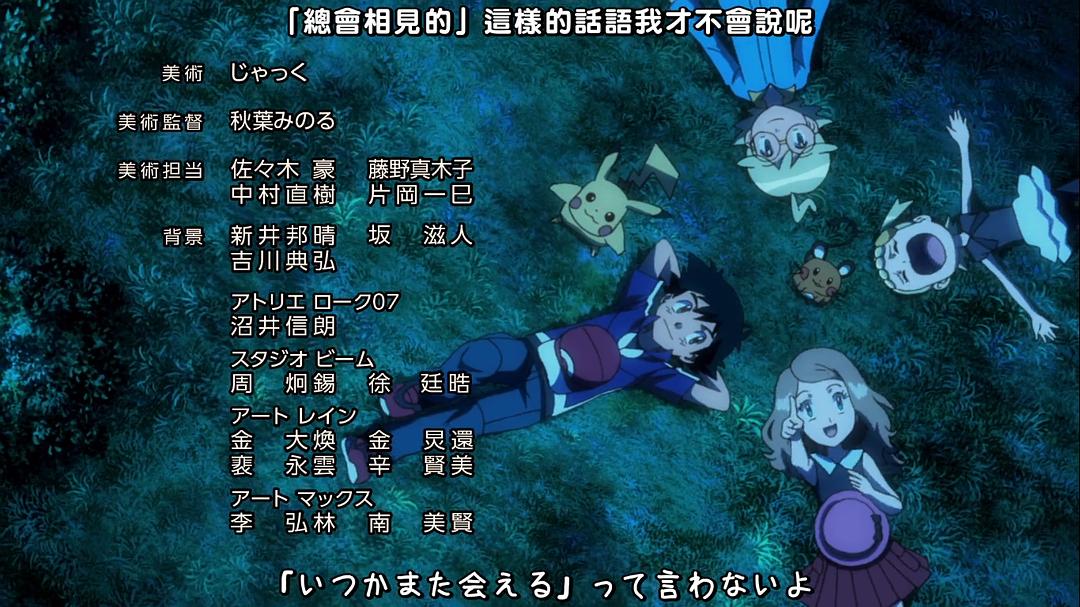 「總會相見的」這樣的話語我才不會說呢
美術 じゃっく
美術監督 秋葉みのる
美術担当 佐々木 豪 藤野真木子
中村直樹 片岡一巳
背景 新井邦晴 坂 滋人
吉川典弘
アトリエ ローク07
沼井信朗
スタジオ ビーム
周 炯錫 徐 廷晧
アート レイン
金 大煥 金 炅還
裵 永雲 辛 賢美
アート マックス
李 弘林 南 美賢
「いつかまた会える」って言わないよ